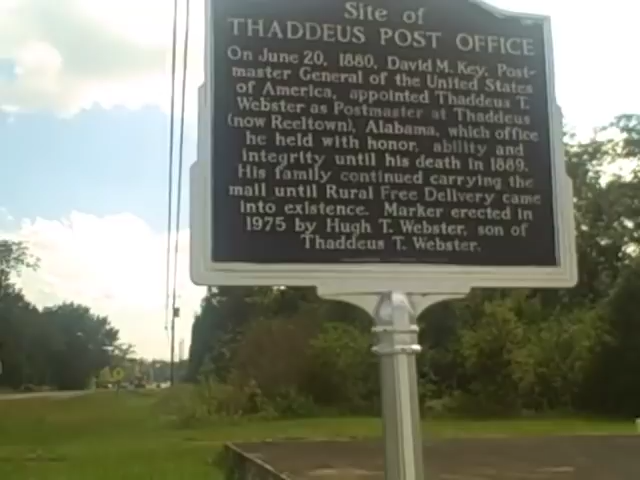 Site of
THADDEUS POST OFFICE
On June 20, 1880, David M. Key, Post-
master General of the United States
of America, appointed Thaddeus T.
Webster as Postmaster at Thaddeus
(now Reeltown), Alabama, which office
he held with honor, ability and
integrity until his death in 1889.
His family continued carrying the
mail until Rural Free Delivery came
into existence. Marker erected in
1975 by Hugh T. Webster, son of
Thaddeus T. Webster.